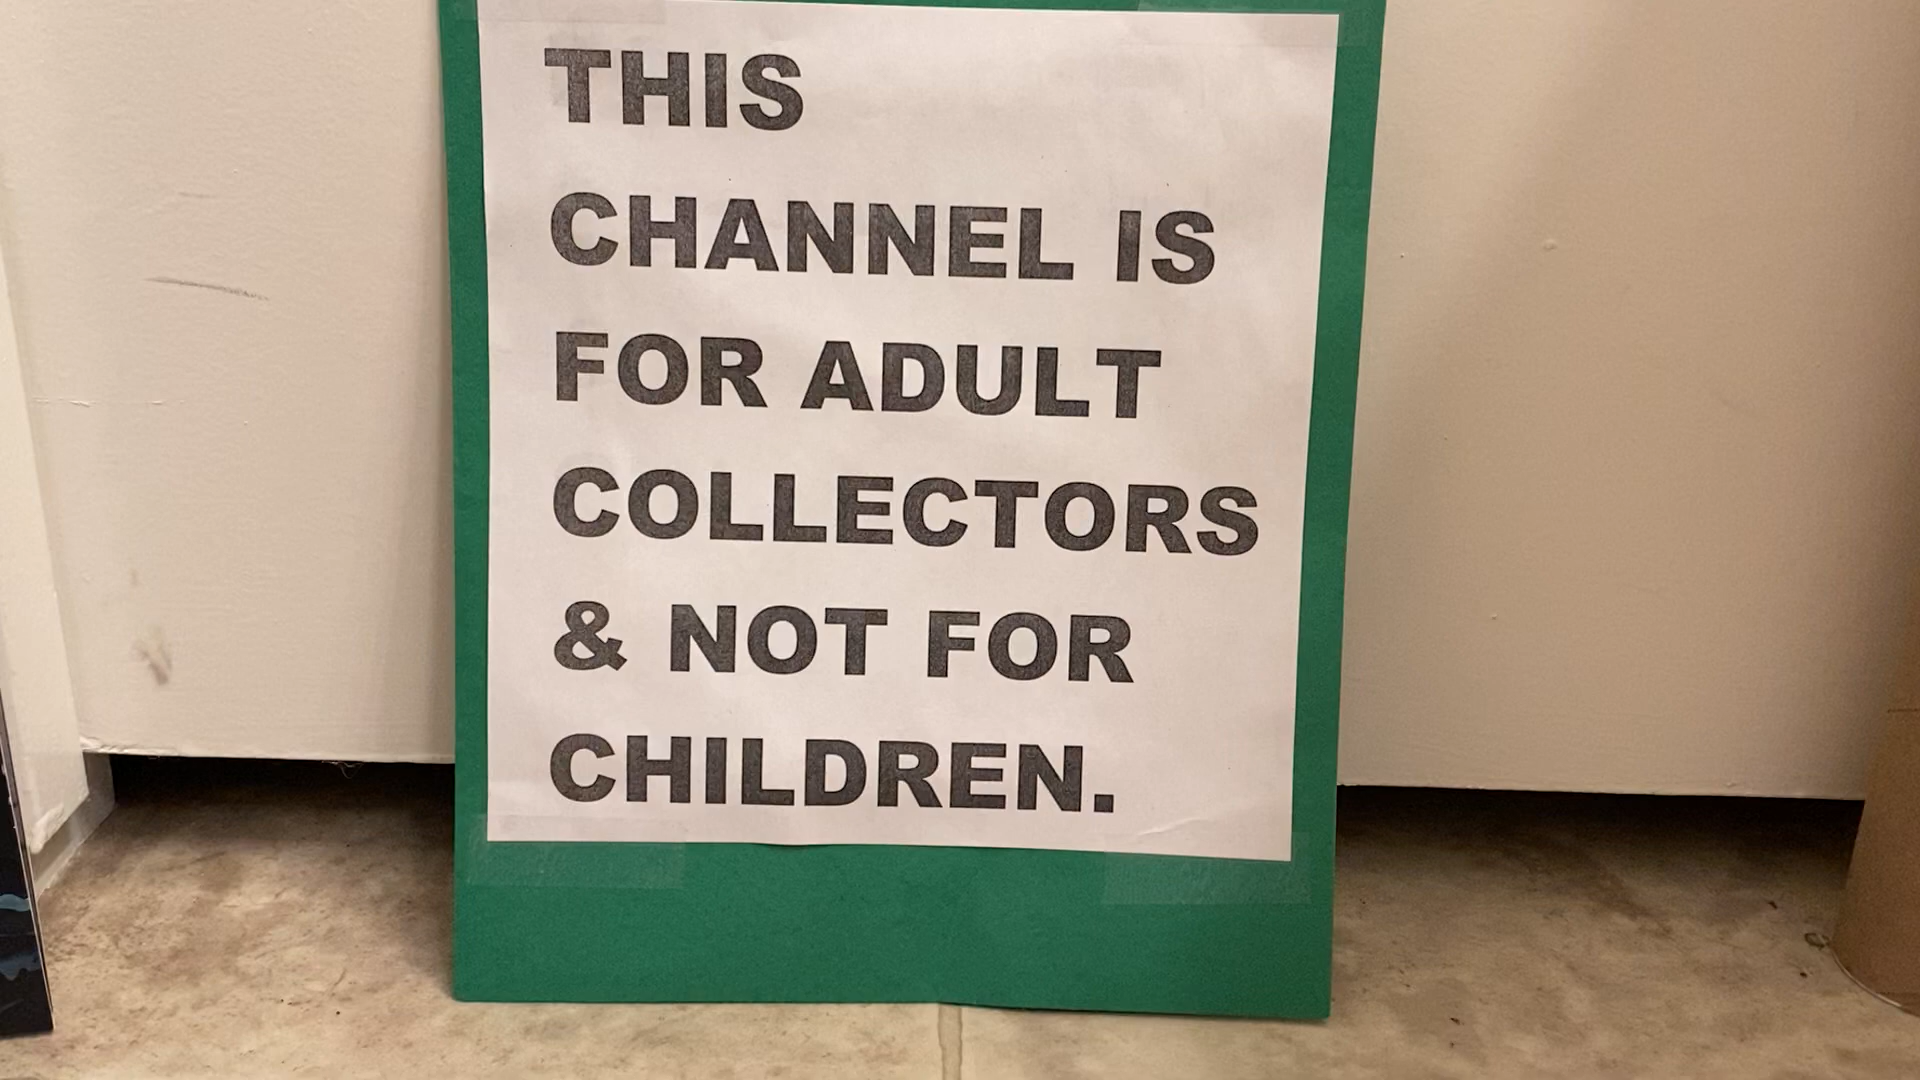 THIS
CHANNEL IS
FOR ADULT
COLLECTORS
& NOT FOR
CHILDREN.